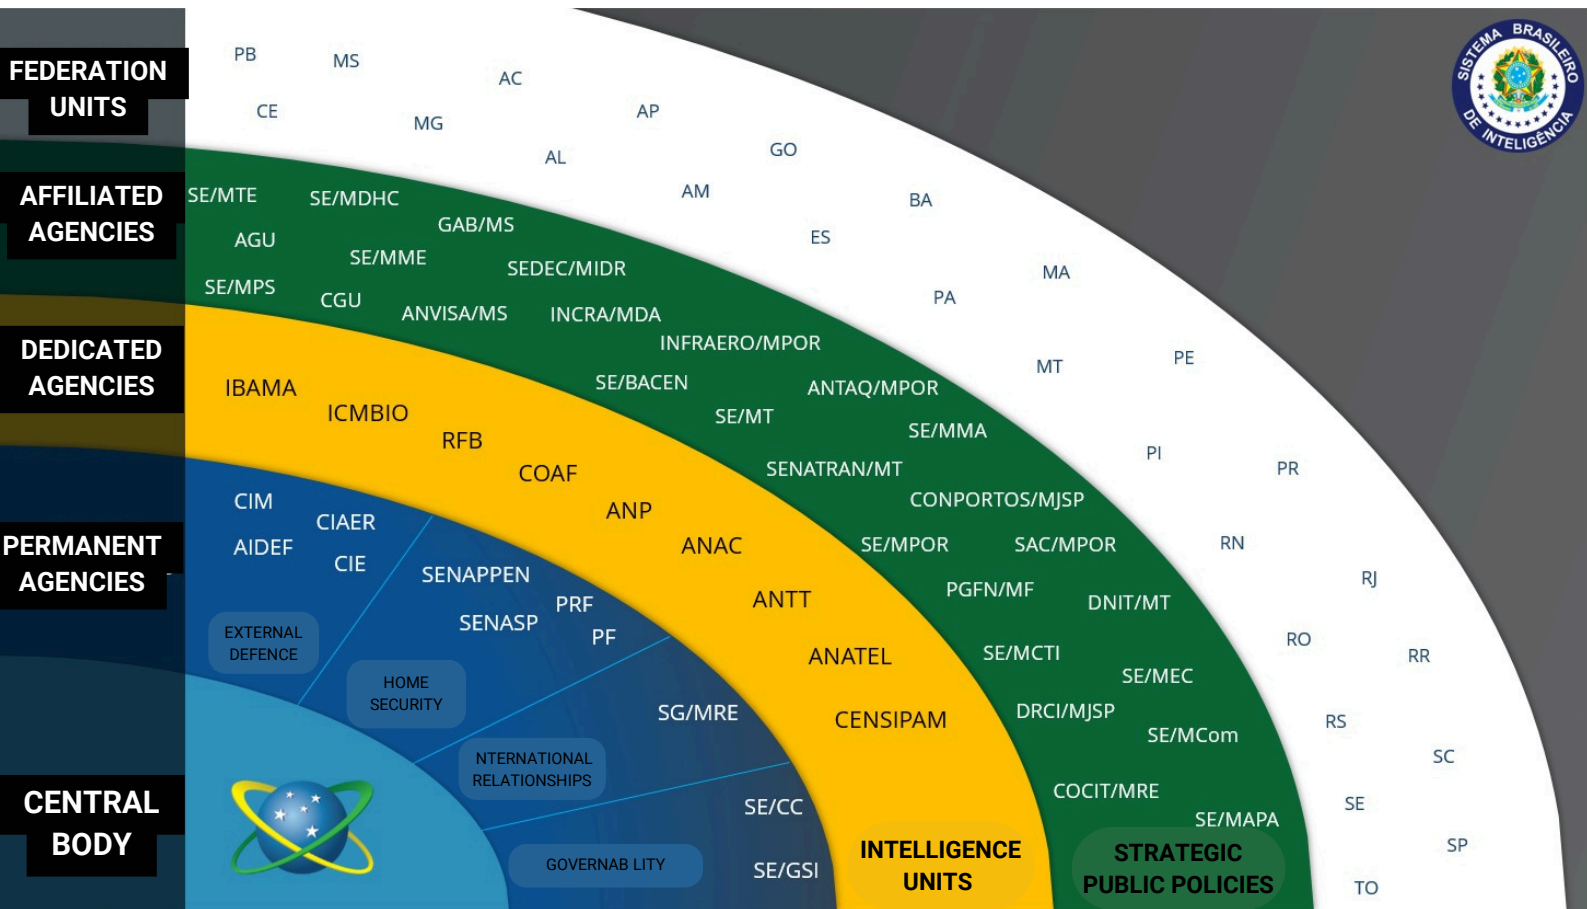 FEDERATION
UNITS
PB
MS
AC
CE
MG
AP
AL
GO
AM
BA
ES
MA
PA
MT
PE
PI
PR
RN
RJ
RO
RR
RS
SC
SE
SP
TO
SISTEMA BRASILEIRO
DE INTELIGÊNCIA
AFFILIATED
AGENCIES
SE/MTE
SE/MDHC
GAB/MS
AGU
SE/MME
SEDEC/MIDR
SE/MPS
CGU
ANVISA/MS
INCRA/MDA
INFRAERO/MPOR
SE/BACEN
ANTAQ/MPOR
SE/MT
SE/MMA
SENATRAN/MT
CONPORTOS/MJSP
SE/MPOR
SAC/MPOR
PGFN/MF
DNIT/MT
SE/MCTI
SE/MEC
DRCI/MJSP
SE/MCom
COCIT/MRE
SE/MAPA
STRATEGIC
PUBLIC POLICIES
DEDICATED
AGENCIES
IBAMA
ICMBIO
RFB
COAF
ANP
ANAC
ANTT
ANATEL
CENSIPAM
INTELLIGENCE
UNITS
PERMANENT
AGENCIES
CIM
CIAER
AIDEF
CIE
EXTERNAL
DEFENCE
SENAPPEN
PRF
SENASP
PF
HOME
SECURITY
SG/MRE
NTERNATIONAL
RELATIONSHIPS
SE/CC
SE/GSI
GOVERNAB LITY
CENTRAL
BODY